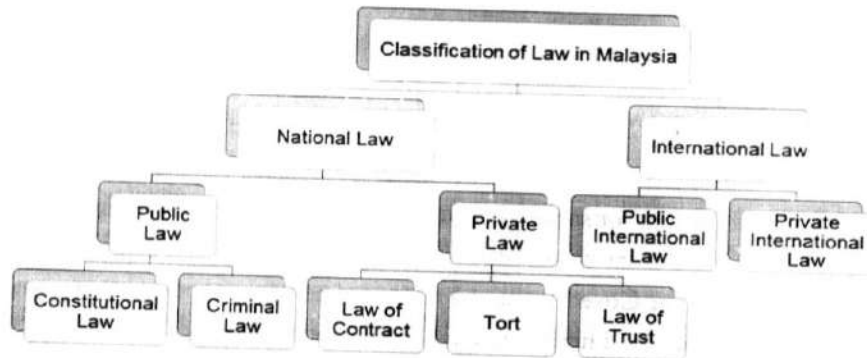 Classification of Law in Malaysia
National Law
International Law
Public
Law
Private
Law
Public
International
Law
Private
International
Law
Constitutional
Law
Criminal
Law
Law of
Contract
Tort
Law of
Trust